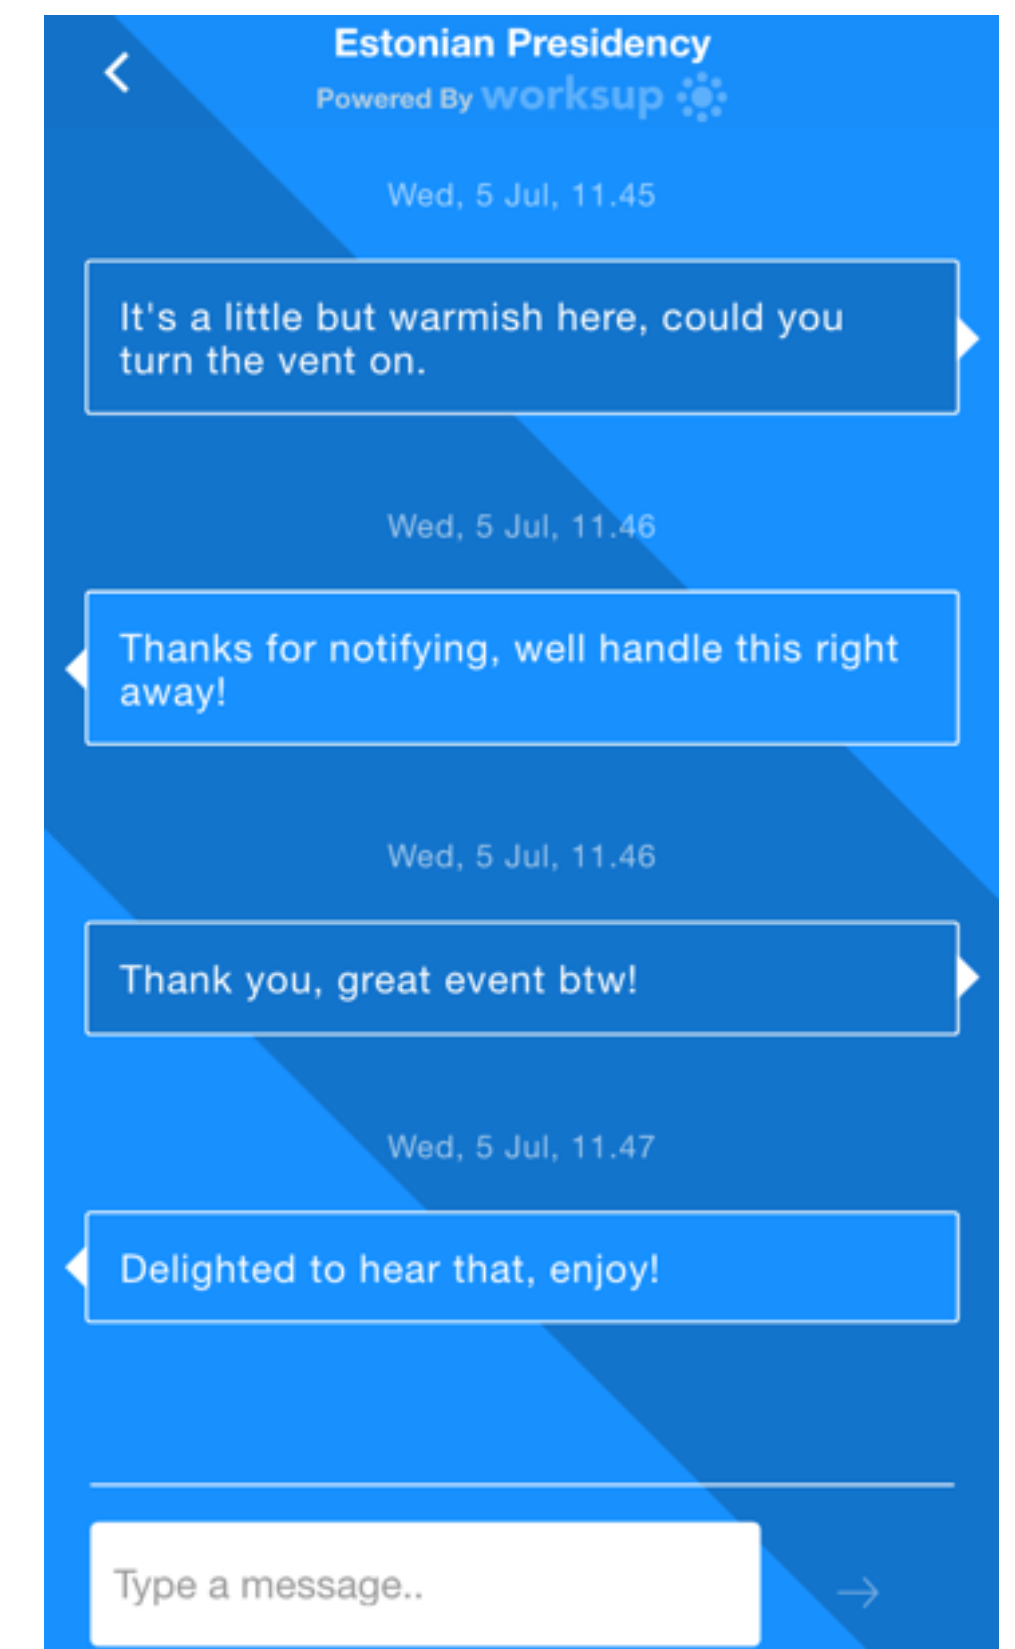 Estonian Presidency
Powered By worksup
Wed, 5 Jul, 11.45
It's a little but warmish here, could you
turn the vent on.
Wed, 5 Jul, 11.46
Thanks for notifying, well handle this right
away!
Wed, 5 Jul, 11.46
Thank you, great event btw!
Wed, 5 Jul, 11.47
Delighted to hear that, enjoy!
Type a message..